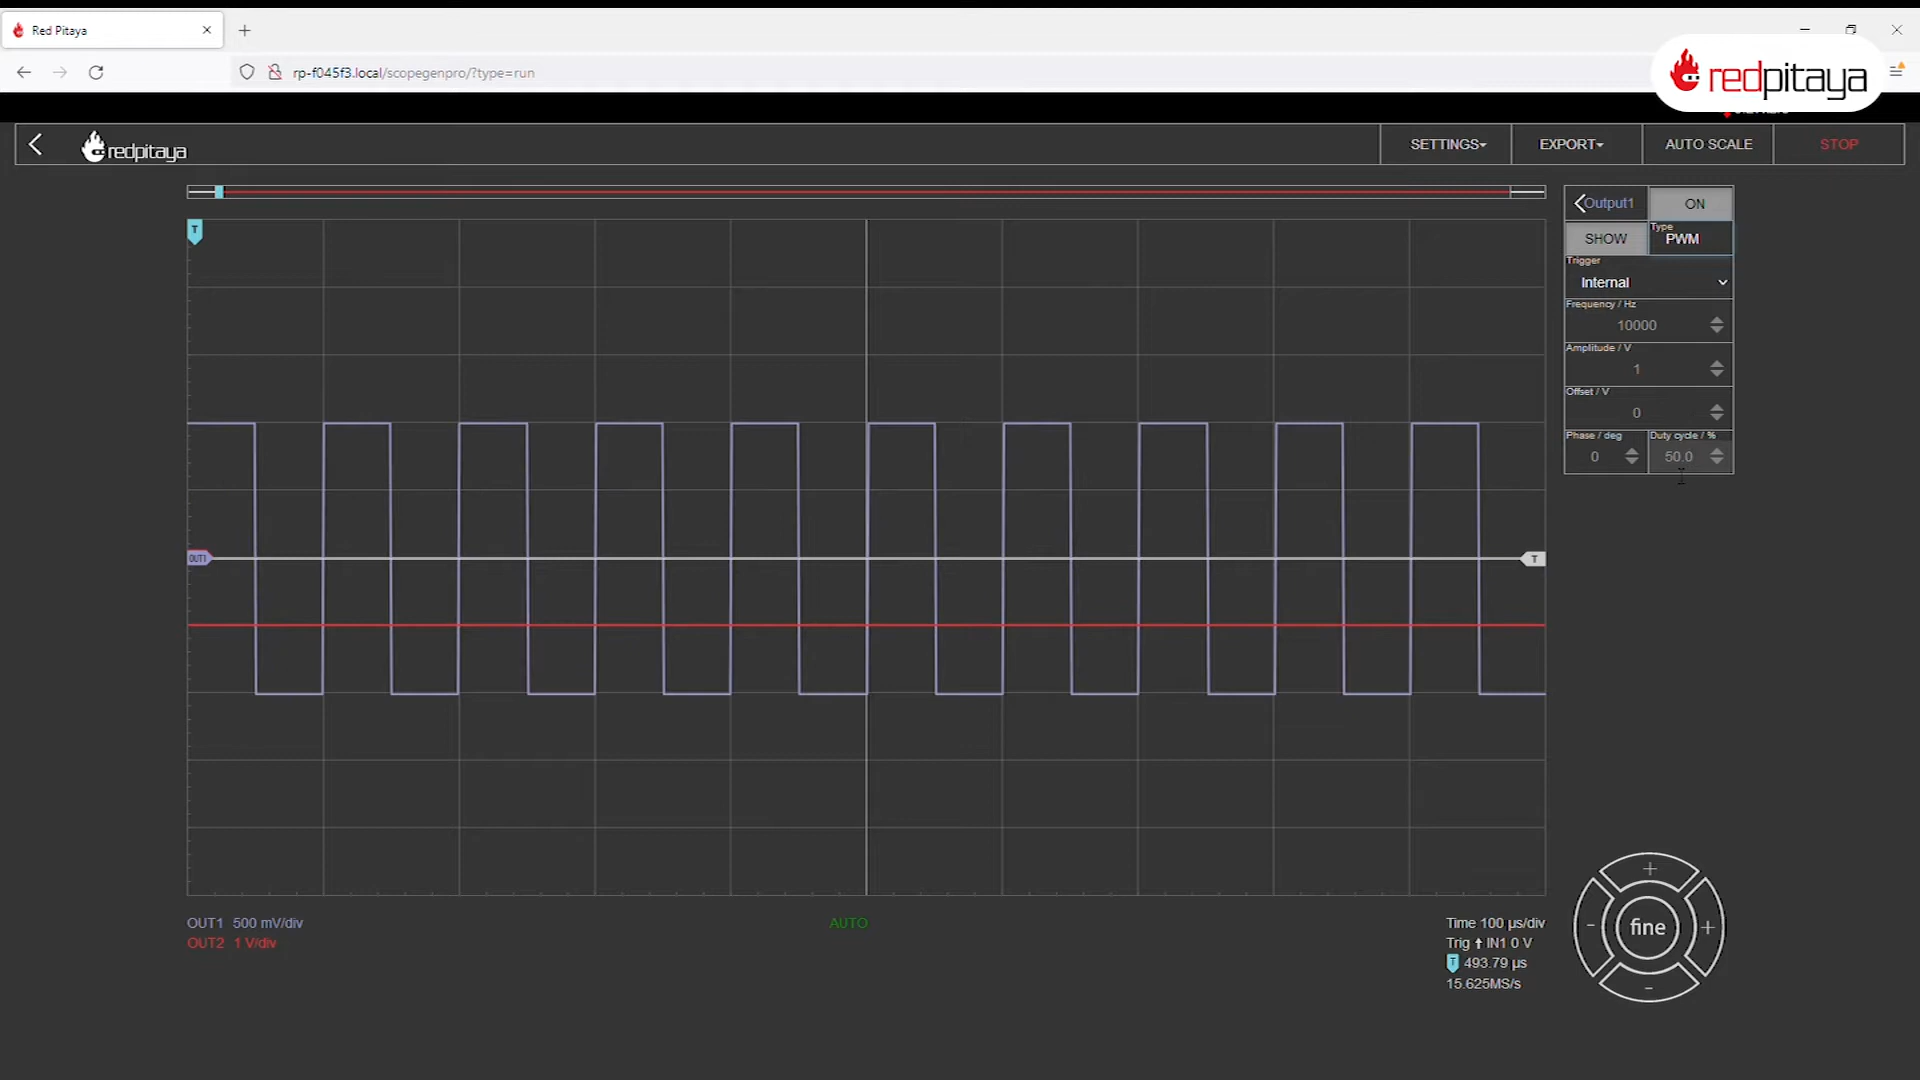 Red Pitaya
rp-f045f3.local/scopegenpro/?type=run
redpitaya
redpitaya
SETTINGS
EXPORT
AUTO SCALE
STOP
Output1
ON
SHOW
Type
PWM
Trigger
Internal
Frequency / Hz
10000
Amplitude / V
1
Offset / V
0
Phase / deg
0
Duty cycle / %
50.0
T
OUT1
T
OUT1 500 mV/div
OUT2 1 V/div
AUTO
Time 100 µs/div
Trig IN1 0 V
T 493.79 µs
15.625MS/s
+
- fine +
-